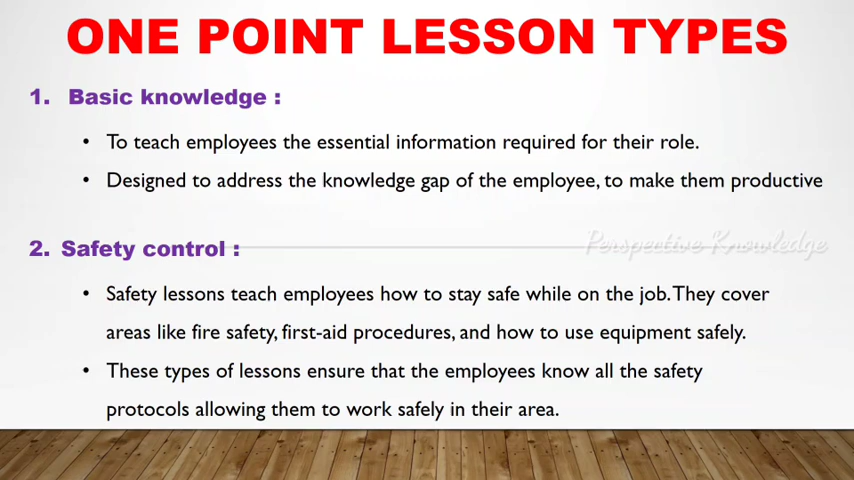 ONE POINT LESSON TYPES
1. Basic knowledge :
• To teach employees the essential information required for their role.
• Designed to address the knowledge gap of the employee, to make them productive
Perspective Knowledge
2. Safety control :
• Safety lessons teach employees how to stay safe while on the job. They cover
areas like fire safety, first-aid procedures, and how to use equipment safely.
• These types of lessons ensure that the employees know all the safety
protocols allowing them to work safely in their area.